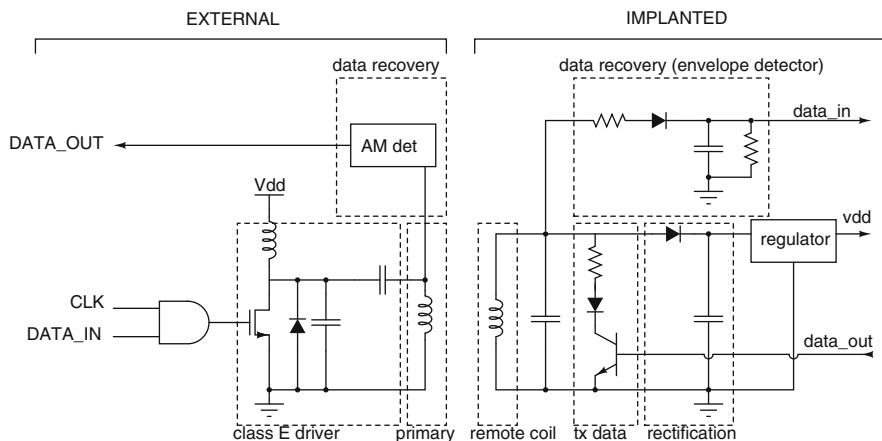 EXTERNAL
IMPLANTED
data recovery
data recovery (envelope detector)
data_in
DATA_OUT
AM det
Vdd
vdd
regulator
CLK
DATA_IN
data_out
class E driver
primary
remote coil
tx data
rectification